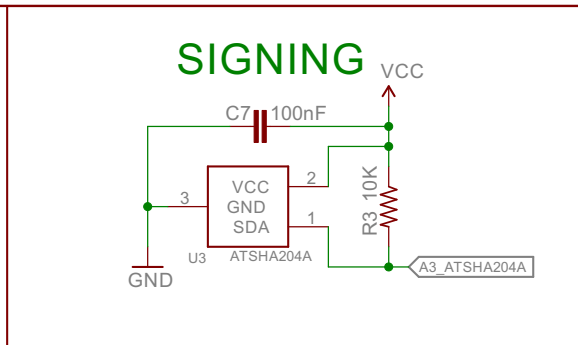 SIGNING
VCC
C7 100nF
2
VCC
3
GND
1
SDA
R3 10K
U3 ATSHA204A
A3_ATSHA204A
GND